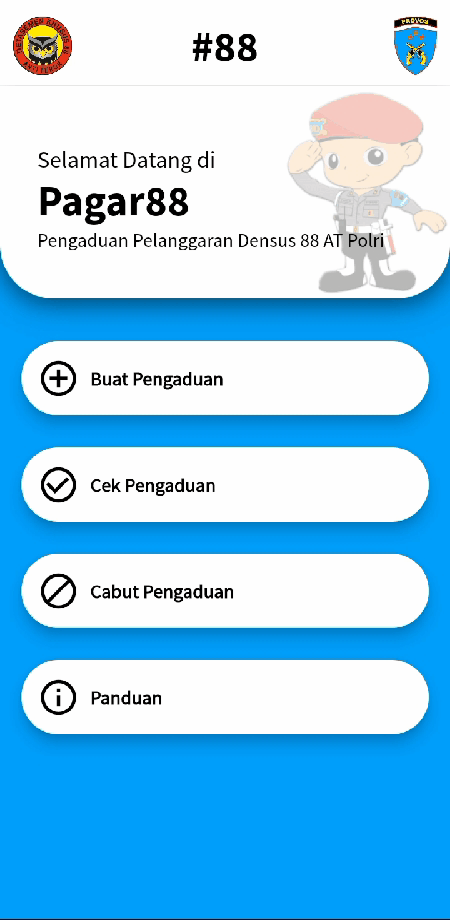 #88
PROVOS
Selamat Datang di
Pagar88
Pengaduan Pelanggaran Densus 88 AT Polri
Buat Pengaduan
Cek Pengaduan
Cabut Pengaduan
Panduan